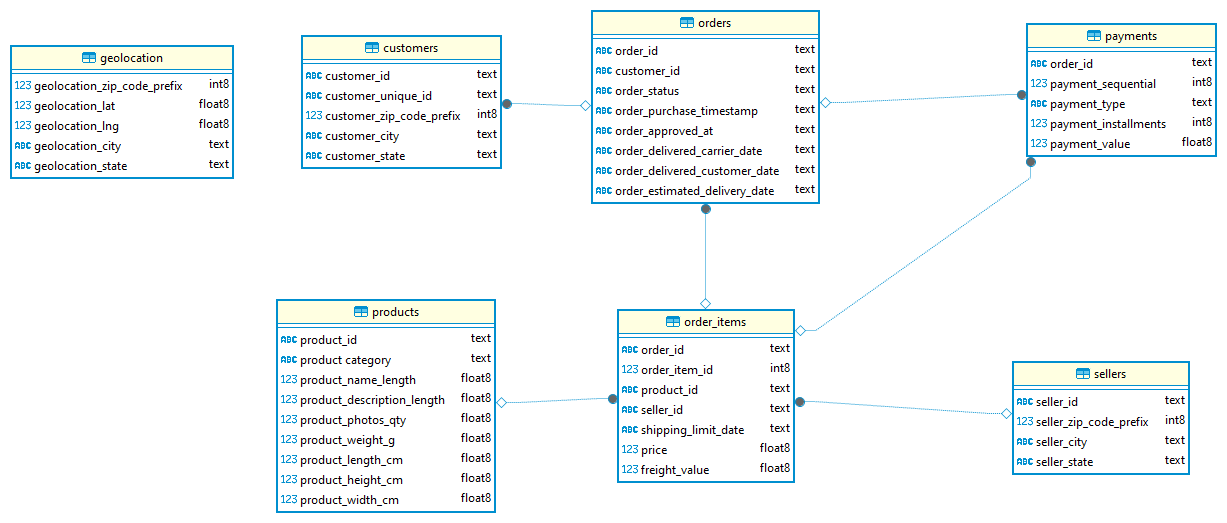 geolocation
123 geolocation_zip_code_prefix int8
123 geolocation_lat float8
123 geolocation_lng float8
ABC geolocation_city text
ABC geolocation_state text
customers
ABC customer_id text
ABC customer_unique_id text
123 customer_zip_code_prefix int8
ABC customer_city text
ABC customer_state text
orders
ABC order_id text
ABC customer_id text
ABC order_status text
ABC order_purchase_timestamp text
ABC order_approved_at text
ABC order_delivered_carrier_date text
ABC order_delivered_customer_date text
ABC order_estimated_delivery_date text
payments
ABC order_id text
123 payment_sequential int8
ABC payment_type text
123 payment_installments int8
123 payment_value float8
products
ABC product_id text
ABC product category text
123 product_name_length float8
123 product_description_length float8
123 product_photos_qty float8
123 product_weight_g float8
123 product_length_cm float8
123 product_height_cm float8
123 product_width_cm float8
order_items
ABC order_id text
123 order_item_id int8
ABC product_id text
ABC seller_id text
ABC shipping_limit_date text
123 price float8
123 freight_value float8
sellers
ABC seller_id text
123 seller_zip_code_prefix int8
ABC seller_city text
ABC seller_state text